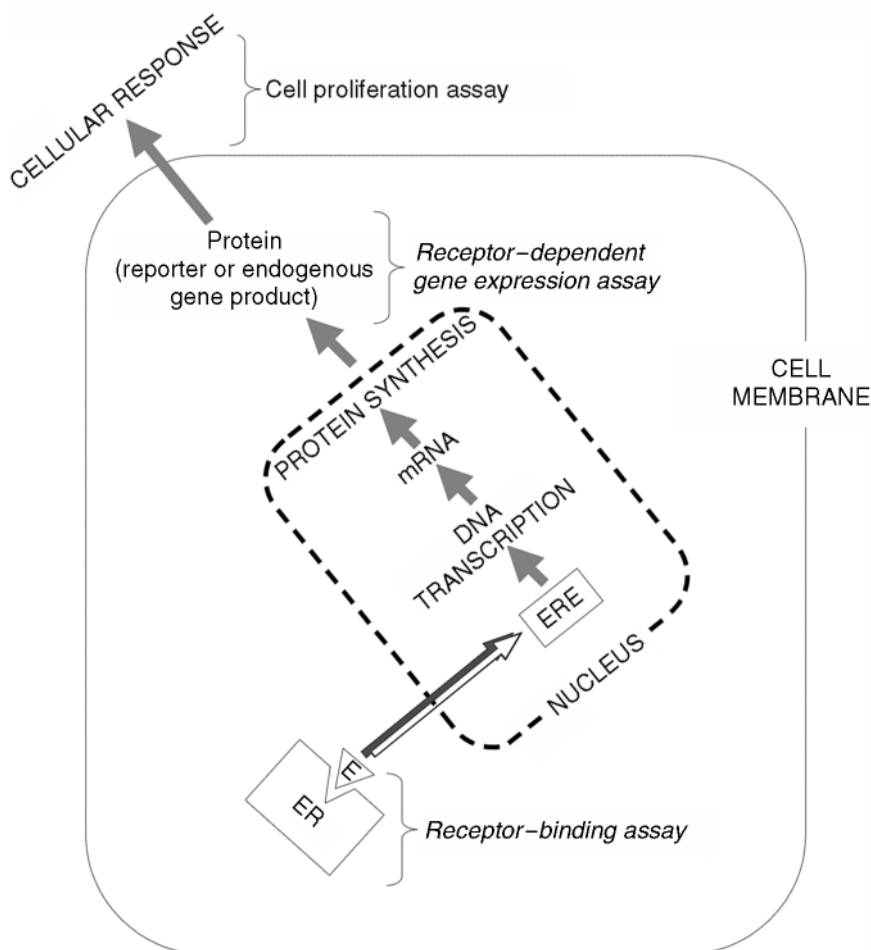 CELLULAR RESPONSE
Cell proliferation assay
Protein
(reporter or endogenous
gene product)
Receptor-dependent
gene expression assay
CELL
MEMBRANE
PROTEIN SYNTHESIS
mRNA
DNA
TRANSCRIPTION
ERE
NUCLEUS
E
ER
Receptor-binding assay